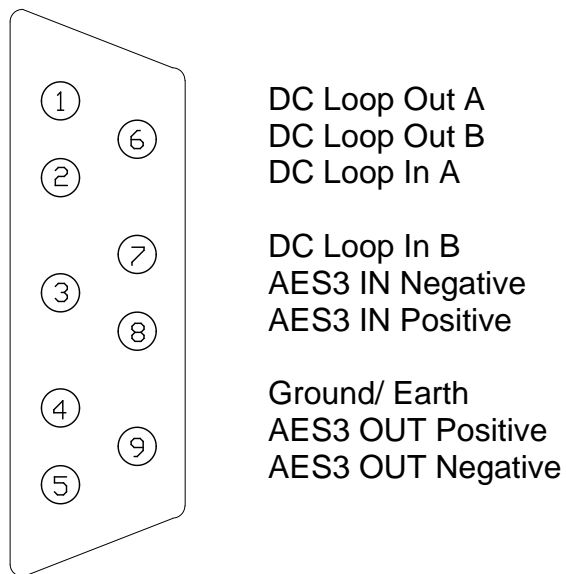 1
DC Loop Out A
6
DC Loop Out B
2
DC Loop In A
7
DC Loop In B
3
AES3 IN Negative
8
AES3 IN Positive
4
Ground/ Earth
9
AES3 OUT Positive
5
AES3 OUT Negative